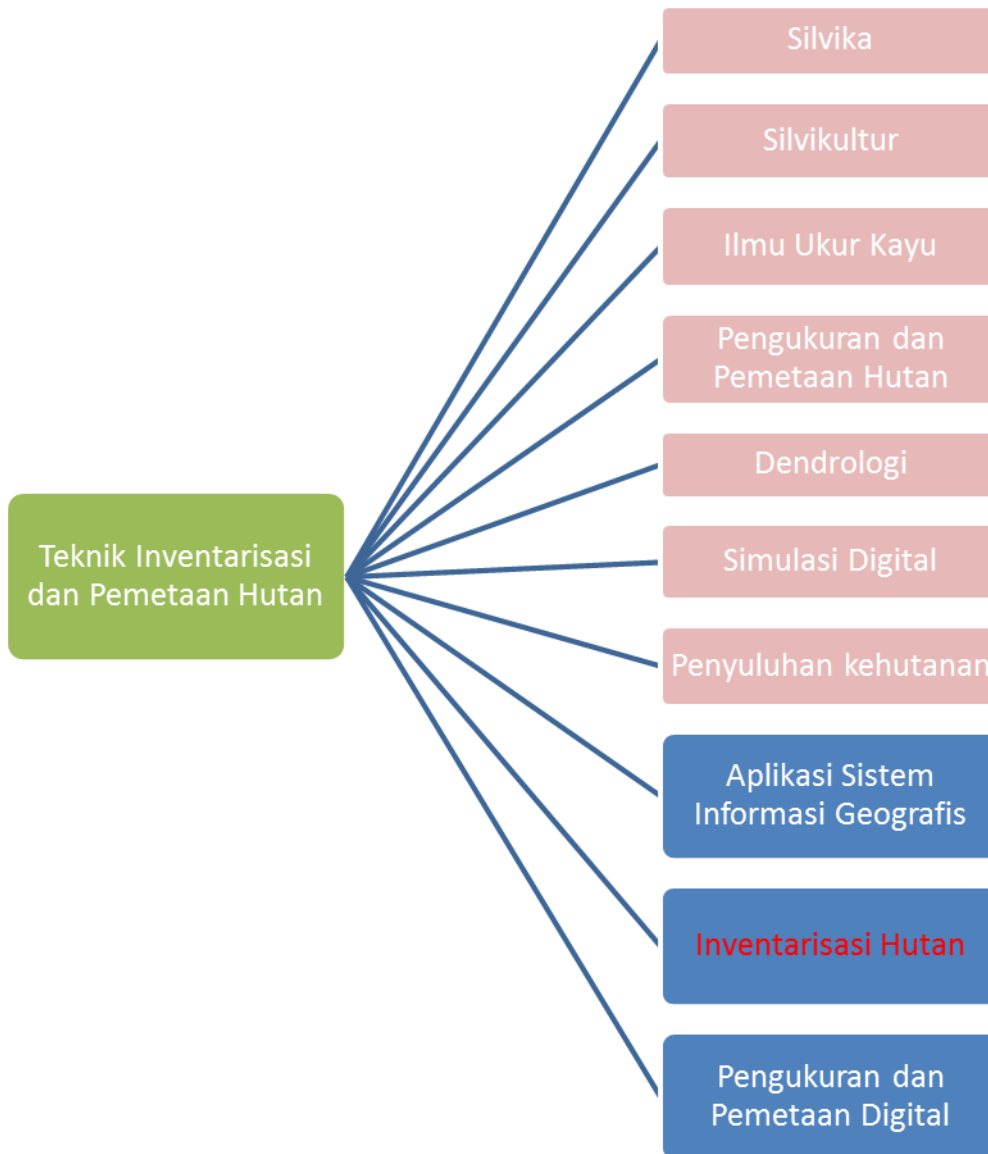 Silvika
Silvikultur
Ilmu Ukur Kayu
Pengukuran dan
Pemetaan Hutan
Dendrologi
Teknik Inventarisasi
dan Pemetaan Hutan
Simulasi Digital
Penyuluhan kehutanan
Aplikasi Sistem
Informasi Geografis
Inventarisasi Hutan
Pengukuran dan
Pemetaan Digital